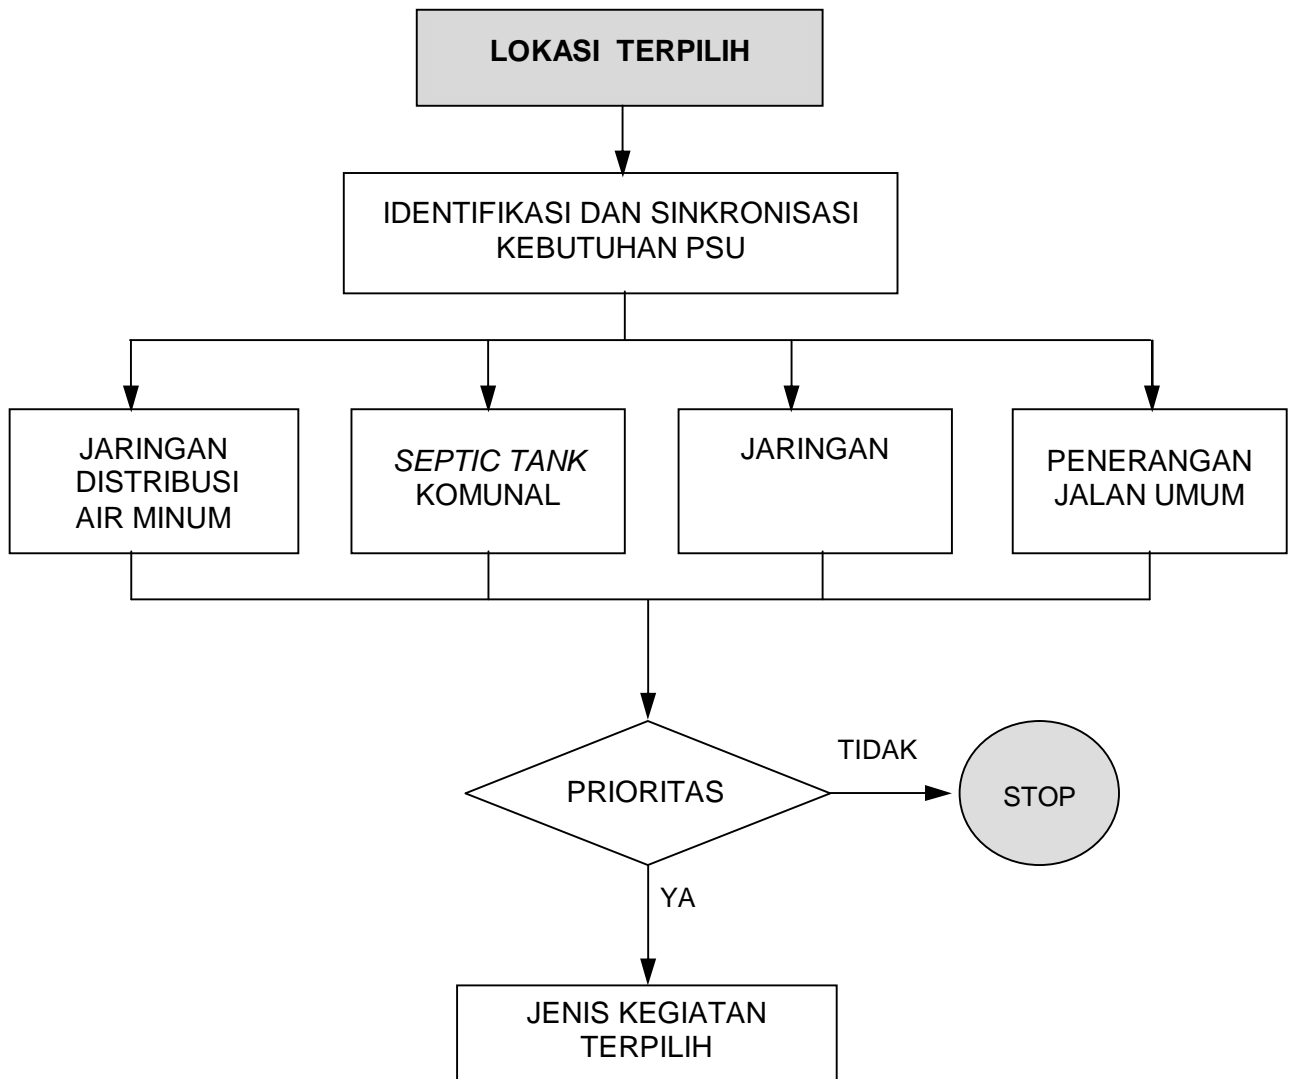 LOKASI TERPILIH
IDENTIFIKASI DAN SINKRONISASI
KEBUTUHAN PSU
JARINGAN
DISTRIBUSI
AIR MINUM
SEPTIC TANK
KOMUNAL
JARINGAN
PENERANGAN
JALAN UMUM
PRIORITAS
TIDAK
STOP
YA
JENIS KEGIATAN
TERPILIH